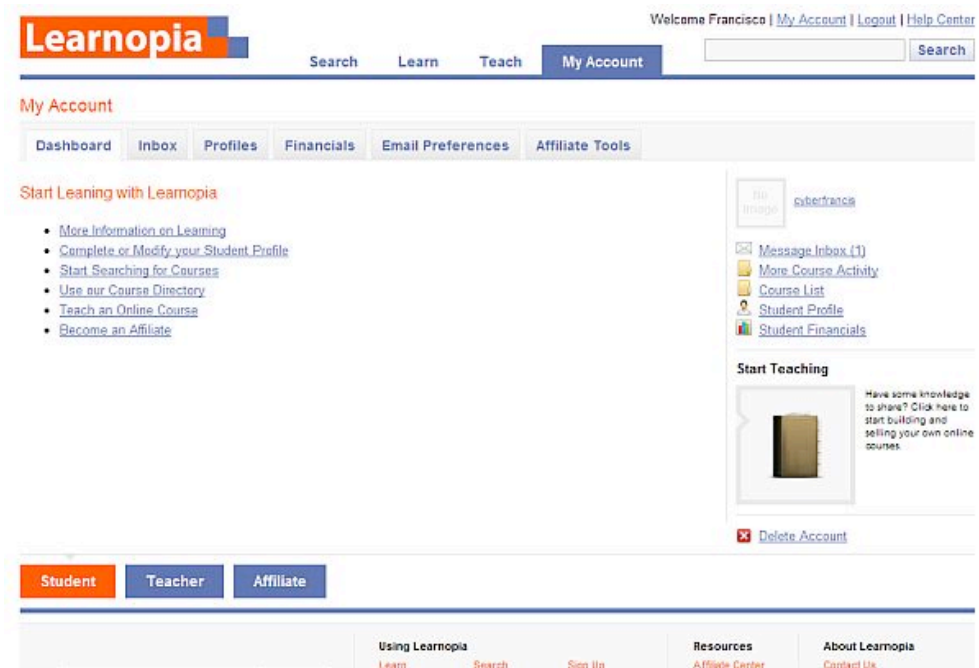 Welcome Francisco | My Account | Logout | Help Center
Learnopia
Search Learn Teach My Account
Search
My Account
Dashboard Inbox Profiles Financials Email Preferences Affiliate Tools
Start Leaning with Learnopia
More Information on Learning
Complete or Modify your Student Profile
Start Searching for Courses
Use our Course Directory
Teach an Online Course
Become an Affiliate
No
Image
cyberfrancis
Message Inbox (1)
More Course Activity
Course List
Student Profile
Student Financials
Start Teaching
Have some knowledge
to share? Click here to
start building and
selling your own online
courses.
Delete Account
Student Teacher Affiliate
Using Learnopia Resources About Learnopia
Learn Search Sign Up Affiliate Center Contact Us